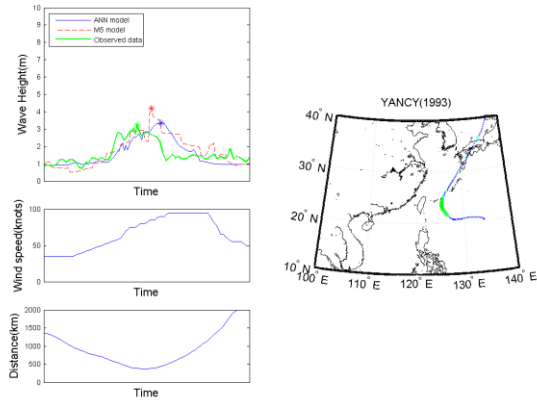 10
9
8
7
6
5
4
3
2
1
0
ANN model
M5 model
Observed data
Wave Height(m)
Time
100
50
0
Wind speed(knots)
Time
2000
1500
1000
500
0
Distance(km)
Time
YANCY(1993)
40°N
30°N
20°N
10°N
100°E
110°E
120°E
130°E
140°E